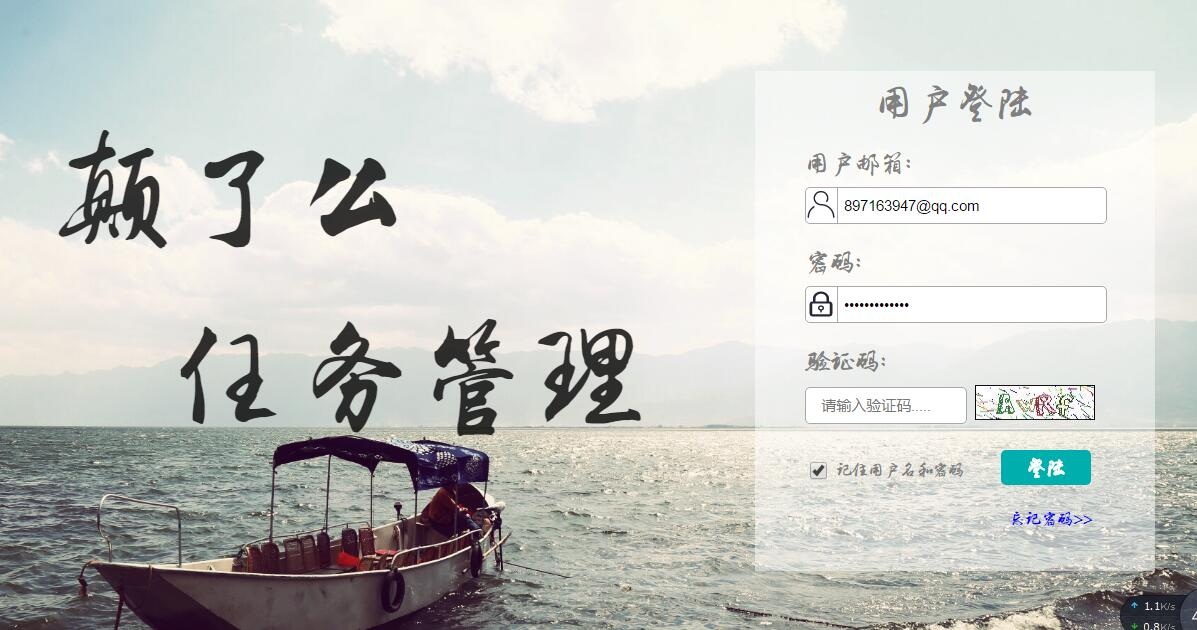 颠了么
任务管理
用户登陆
用户邮箱:
897163947@qq.com
密码:
•••••••••••••
验证码:
请输入验证码.....
AwRf
记住用户名和密码
登陆
忘记密码>>
1.1K/s
0.8K/s